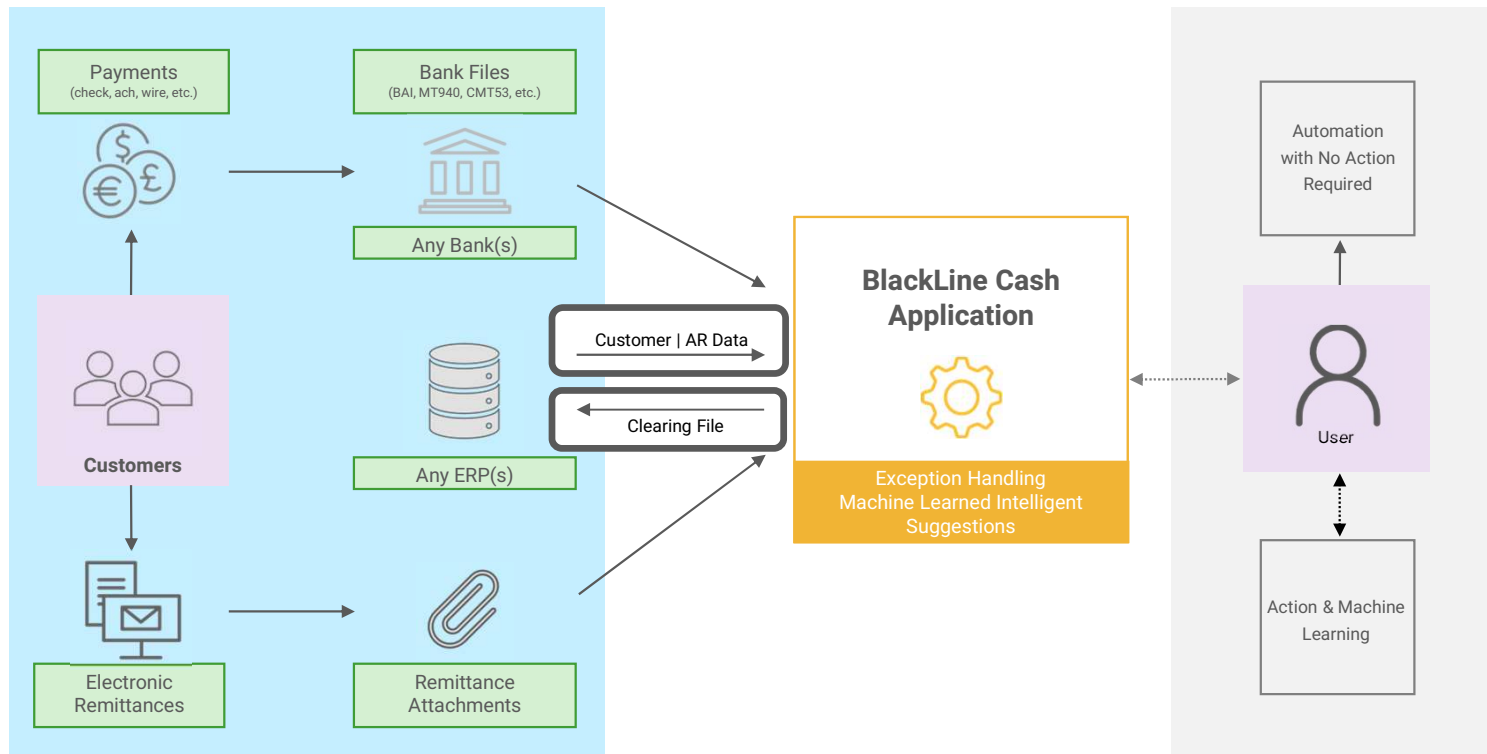 Payments
(check, ach, wire, etc.)
Bank Files
(BAI, MT940, CMT53, etc.)
Any Bank(s)
Customers
Any ERP(s)
Electronic
Remittances
Remittance
Attachments
Customer | AR Data
Clearing File
BlackLine Cash
Application
Exception Handling
Machine Learned Intelligent
Suggestions
Automation
with No Action
Required
User
Action & Machine
Learning